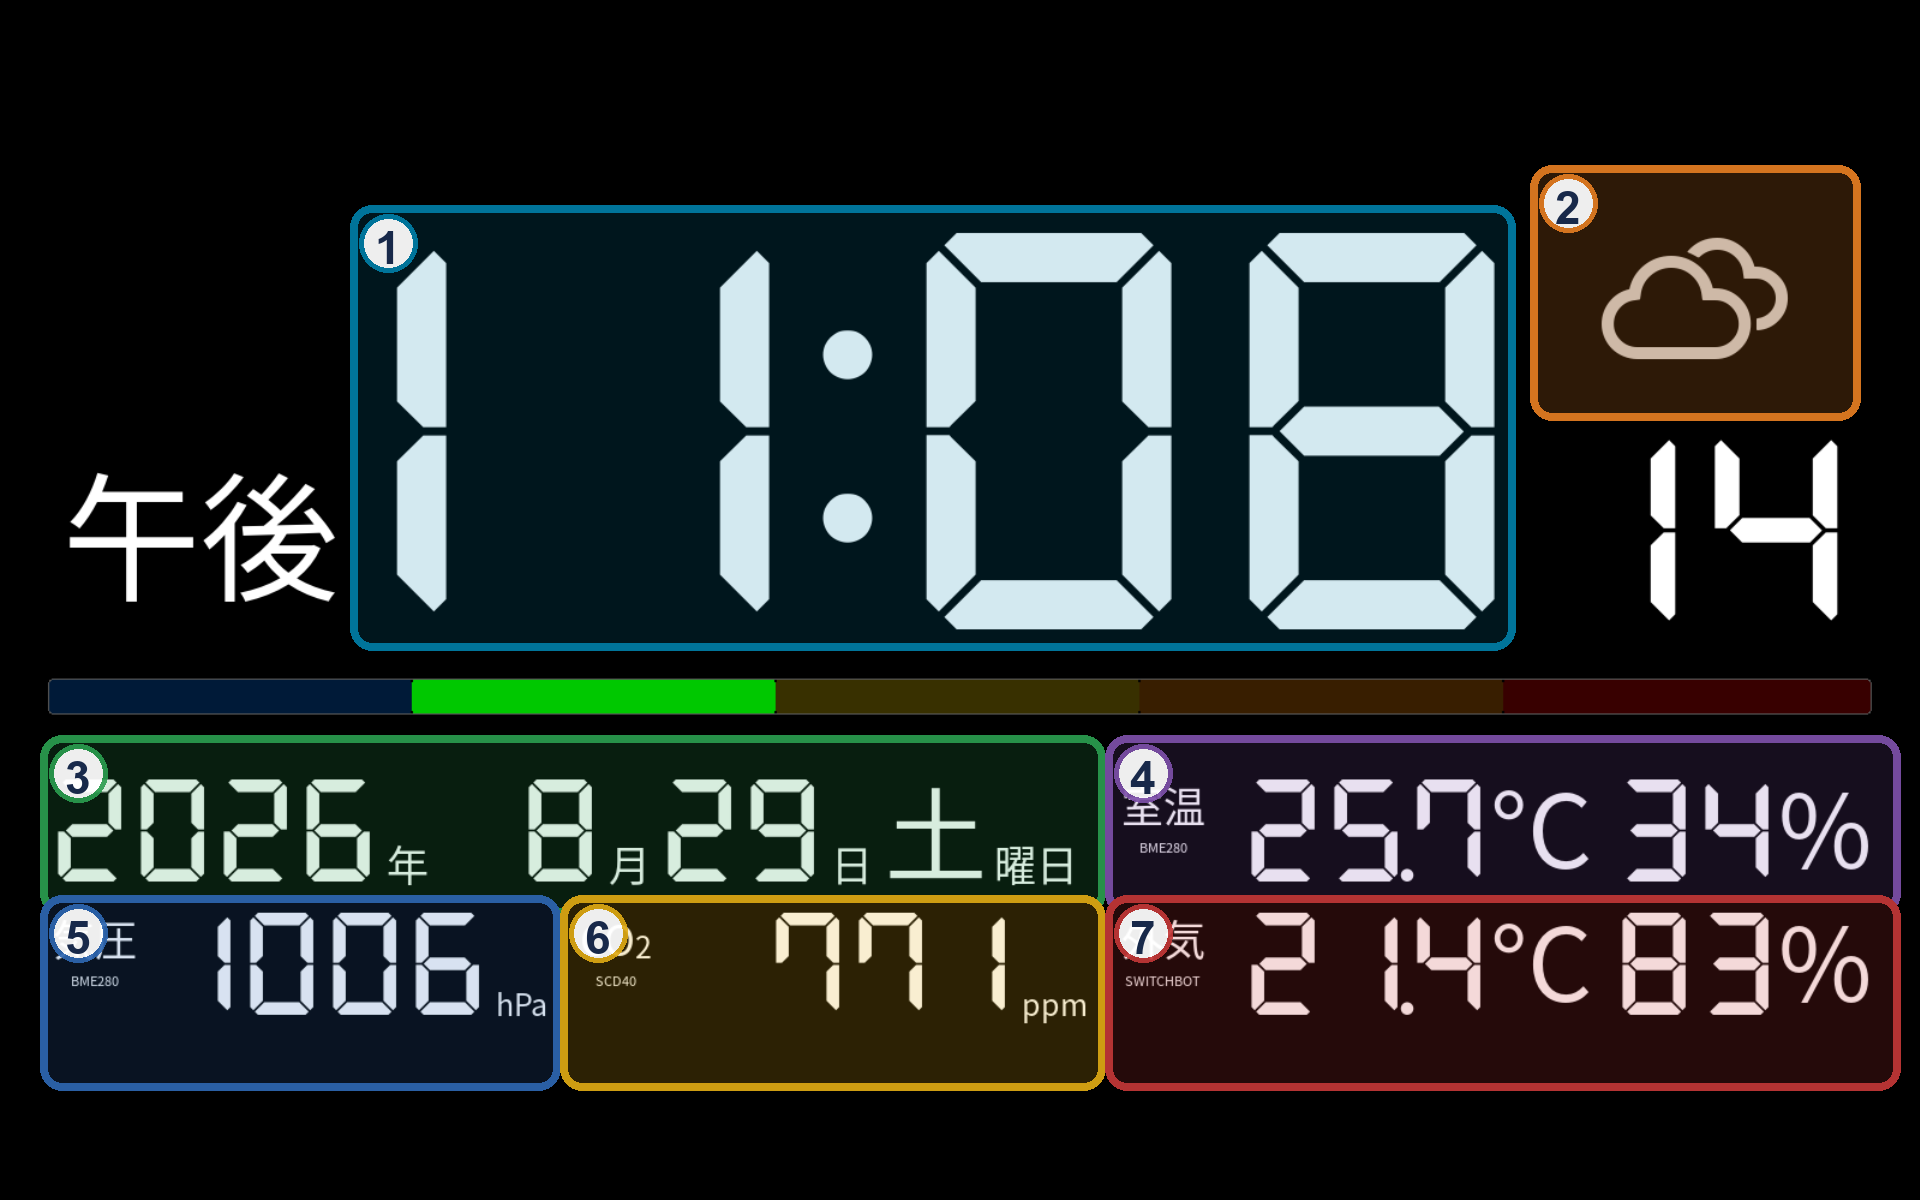 1
2
午後 11:08 14
3
2026年 8月29日 土曜日
4
室温 25.7°C 34%
BME280
5
気圧 1006 hPa
BME280
6
771 ppm
SCD40
7
外気 21.4°C 83%
SWITCHBOT